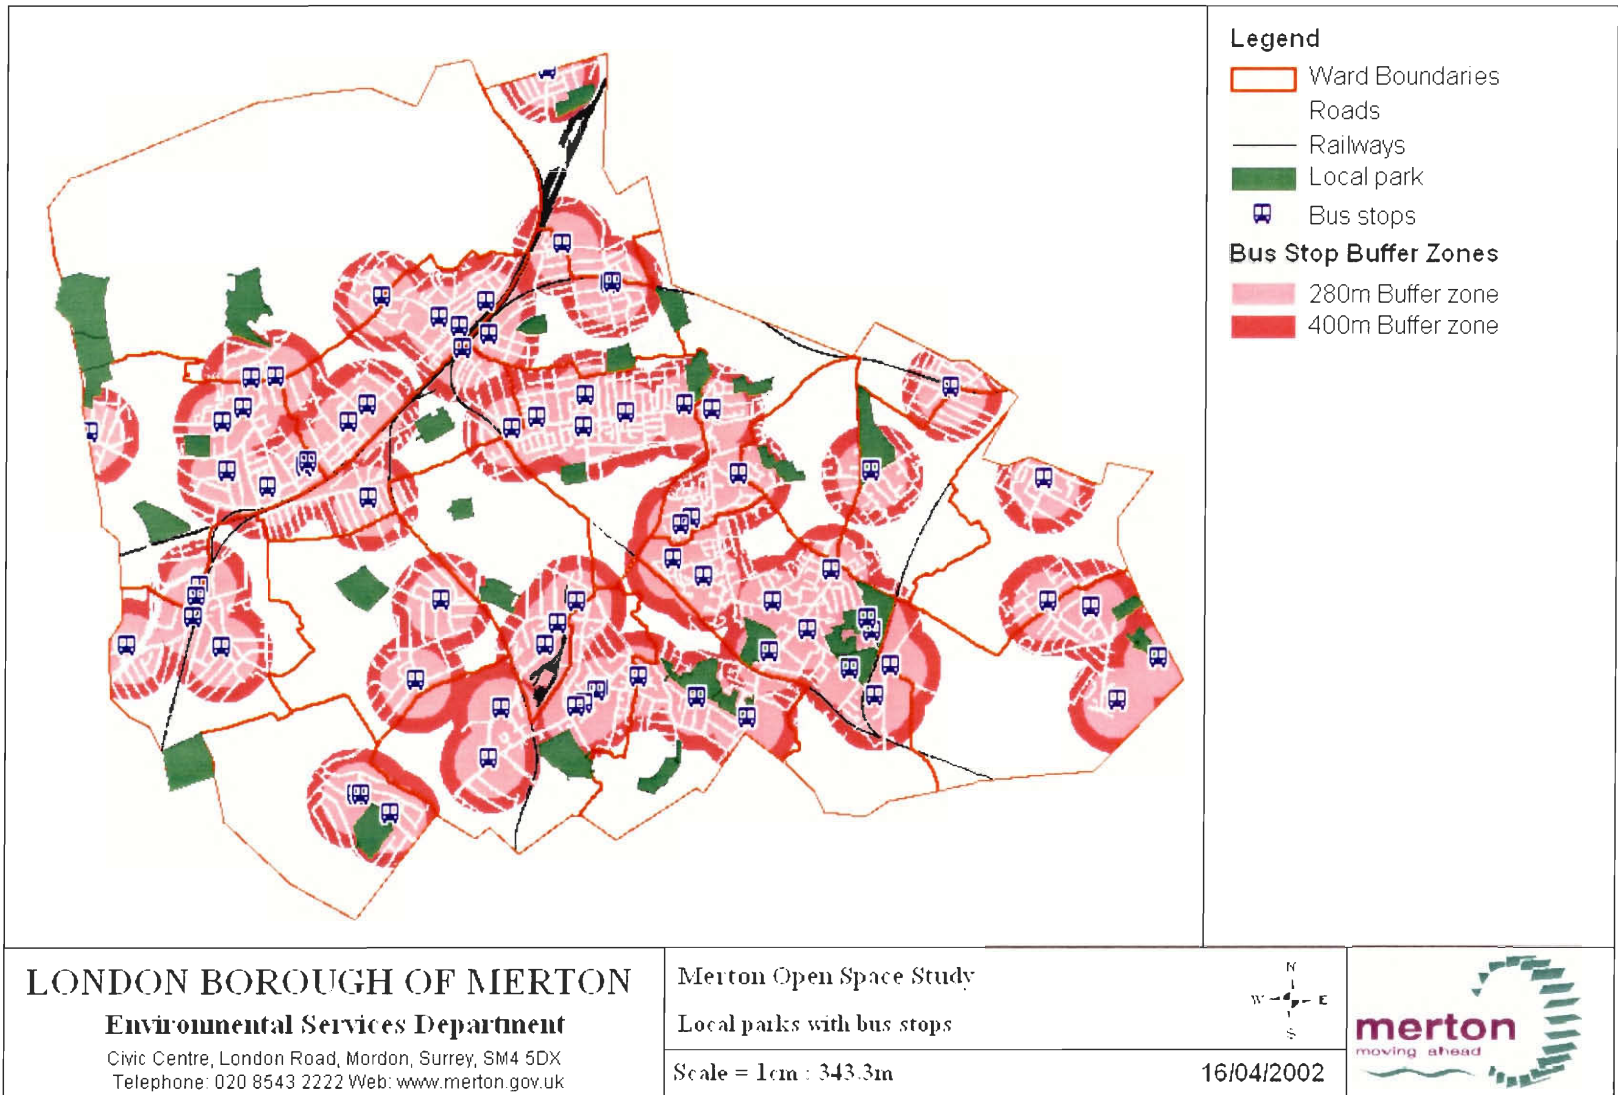 Legend
Ward Boundaries
Roads
Railways
Local park
Bus stops
Bus Stop Buffer Zones
280m Buffer zone
400m Buffer zone
LONDON BOROUGH OF MERTON
Environmental Services Department
Civic Centre, London Road, Mordon, Surrey, SM4 5DX
Telephone: 020 8543 2222 Web: www.merton.gov.uk
Merton Open Space Study
Local parks with bus stops
Scale = 1cm : 343.3m
16/04/2002
N
W E
S
merton
moving ahead